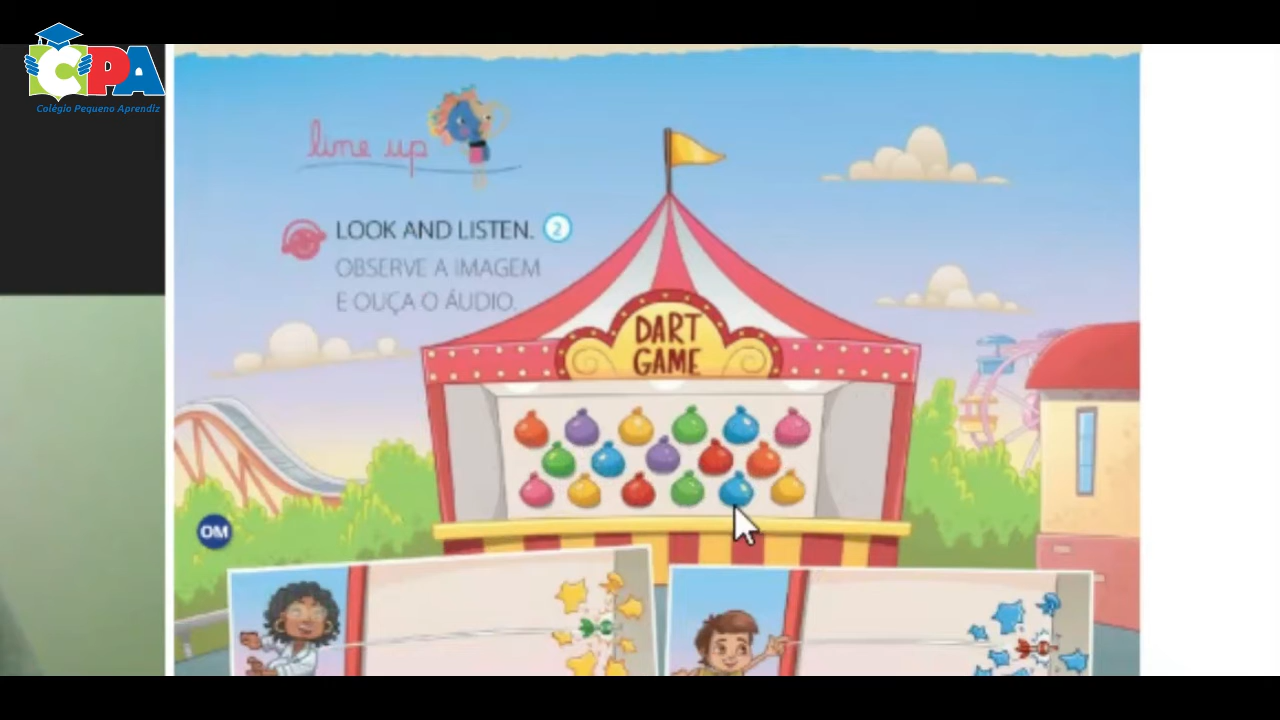 CPA
Colégio Pequeno Aprendiz
line up
LOOK AND LISTEN. 2
OBSERVE A IMAGEM
E OUÇA O ÁUDIO.
DART
GAME
OM